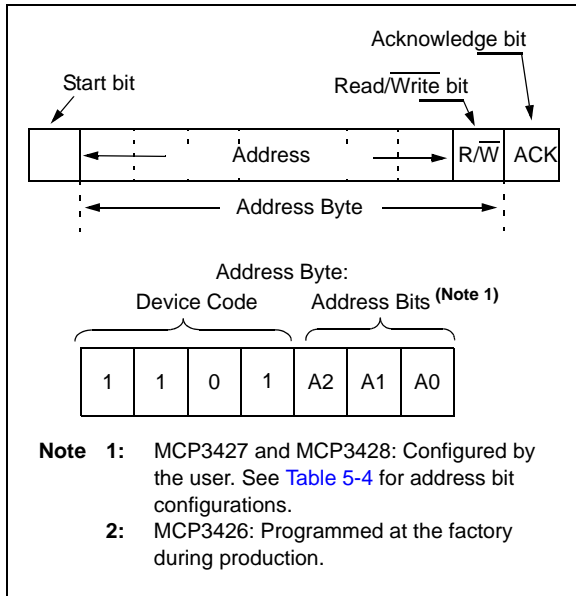 Acknowledge bit
Start bit
Read/Write bit
Address
R/W
ACK
Address Byte
Address Byte:
Device Code
Address Bits (Note 1)
1 1 0 1 A2 A1 A0
Note 1: MCP3427 and MCP3428: Configured by
the user. See Table 5-4 for address bit
configurations.
2: MCP3426: Programmed at the factory
during production.